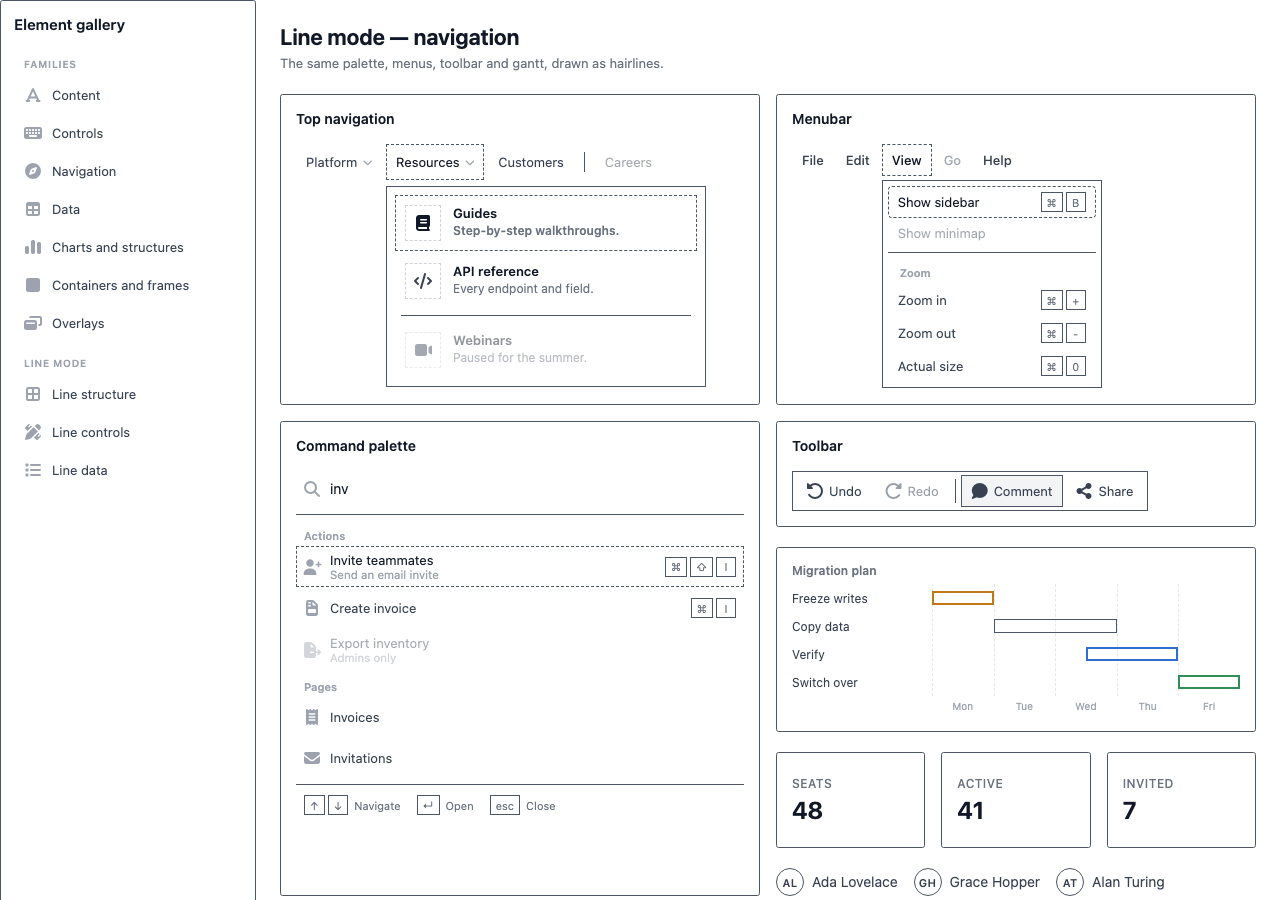 Element gallery
FAMILIES
Content
Controls
Navigation
Data
Charts and structures
Containers and frames
Overlays
LINE MODE
Line structure
Line controls
Line data
Line mode — navigation
The same palette, menus, toolbar and gantt, drawn as hairlines.
Top navigation
Platform Resources Customers Careers
Guides
Step-by-step walkthroughs.
API reference
Every endpoint and field.
Webinars
Paused for the summer.
Menubar
File Edit View Go Help
Show sidebar ⌘ B
Show minimap
Zoom
Zoom in ⌘ +
Zoom out ⌘ -
Actual size ⌘ 0
Command palette
inv
Actions
Invite teammates ⌘ ⇧ I
Send an email invite
Create invoice ⌘ I
Export inventory
Admins only
Pages
Invoices
Invitations
↑ ↓ Navigate ↵ Open esc Close
Toolbar
Undo Redo Comment Share
Migration plan
Freeze writes
Copy data
Verify
Switch over
Mon Tue Wed Thu Fri
SEATS
48
ACTIVE
41
INVITED
7
AL Ada Lovelace GH Grace Hopper AT Alan Turing